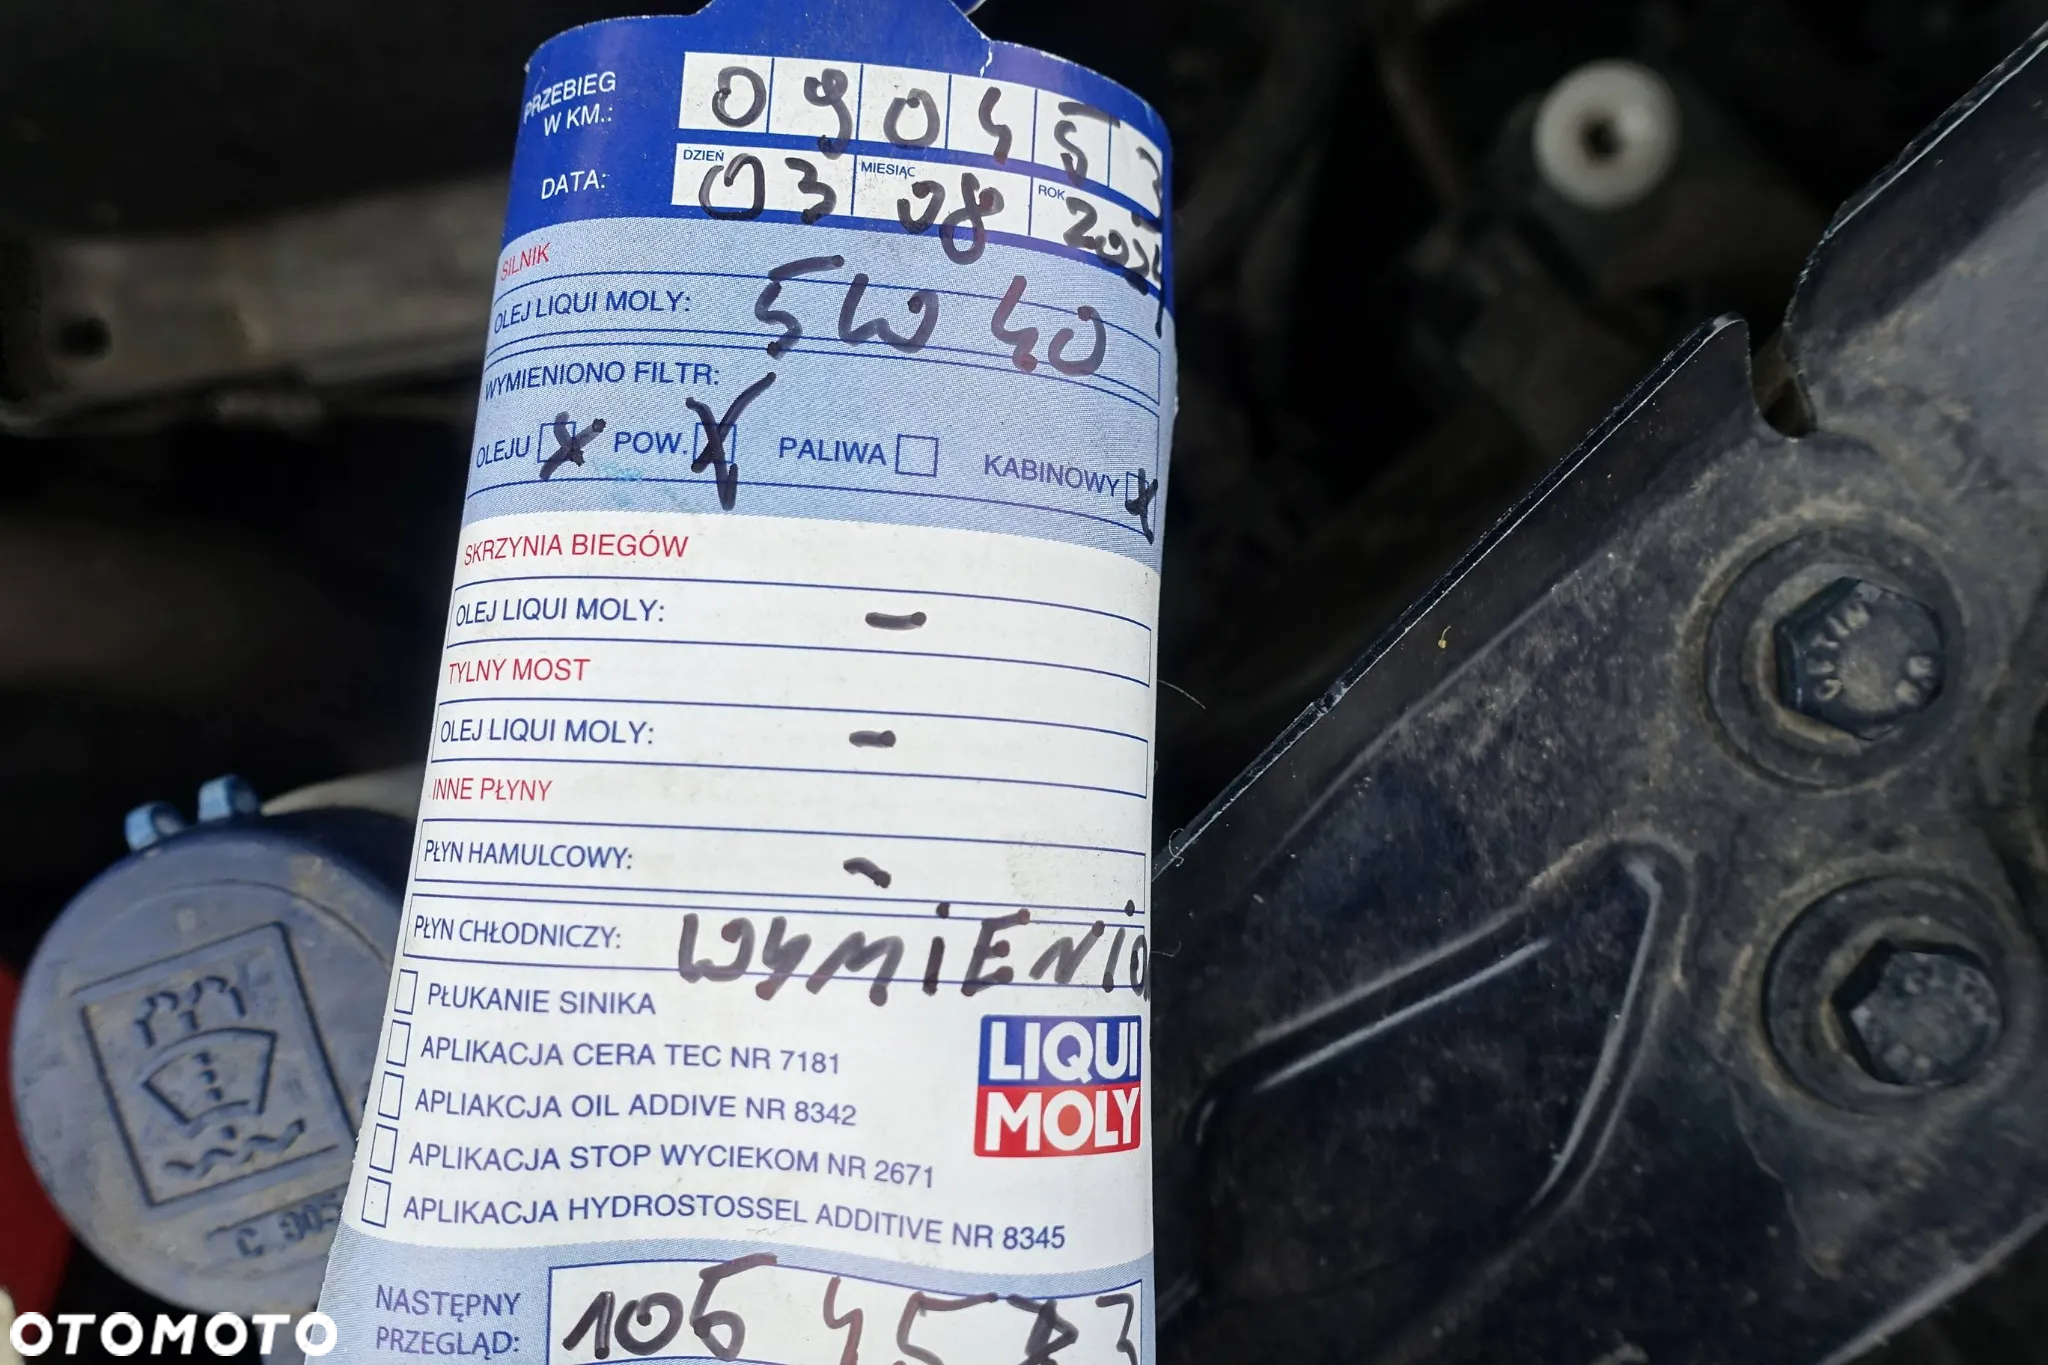 PRZEBIEG
W KM.: 090453
DATA: DZIEŃ 03 MIESIĄC 08 ROK 2024
SILNIK
OLEJ LIQUI MOLY: 5W40
WYMIENIONO FILTR:
OLEJU X POW. X PALIWA KABINOWY X
SKRZYNIA BIEGÓW
OLEJ LIQUI MOLY: -
TYLNY MOST
OLEJ LIQUI MOLY: -
INNE PŁYNY
PŁYN HAMULCOWY: -
PŁYN CHŁODNICZY: WYMIENIO
PŁUKANIE SINIKA
APLIKACJA CERA TEC NR 7181
APLIAKCJA OIL ADDIVE NR 8342
APLIKACJA STOP WYCIEKOM NR 2671
APLIKACJA HYDROSTOSSEL ADDITIVE NR 8345
LIQUI
MOLY
NASTĘPNY
PRZEGLĄD:
OTOMOTO